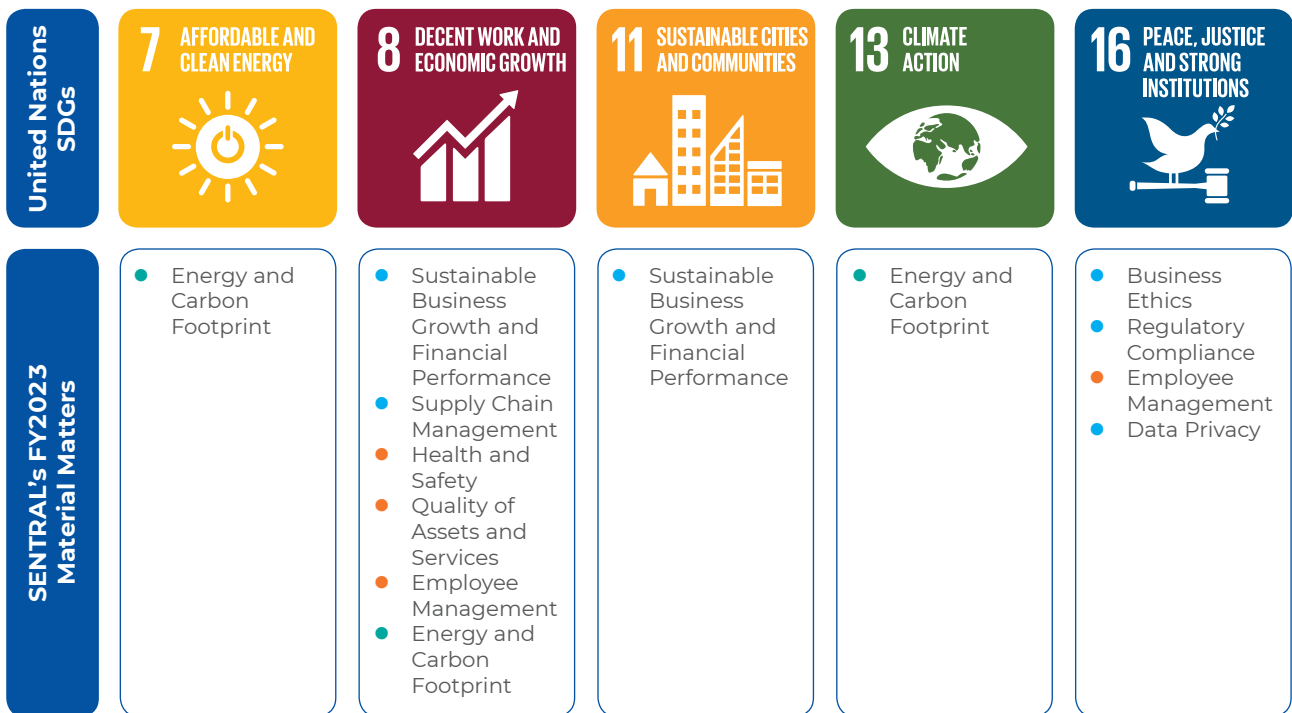 United Nations
SDGs
7 AFFORDABLE AND
CLEAN ENERGY
8 DECENT WORK AND
ECONOMIC GROWTH
11 SUSTAINABLE CITIES
AND COMMUNITIES
13 CLIMATE
ACTION
16 PEACE, JUSTICE
AND STRONG
INSTITUTIONS
SENTRAL's FY2023
Material Matters
Energy and
Carbon
Footprint
Sustainable
Business
Growth and
Financial
Performance
Supply Chain
Management
Health and
Safety
Quality of
Assets and
Services
Employee
Management
Energy and
Carbon
Footprint
Sustainable
Business
Growth and
Financial
Performance
Energy and
Carbon
Footprint
Business
Ethics
Regulatory
Compliance
Employee
Management
Data Privacy